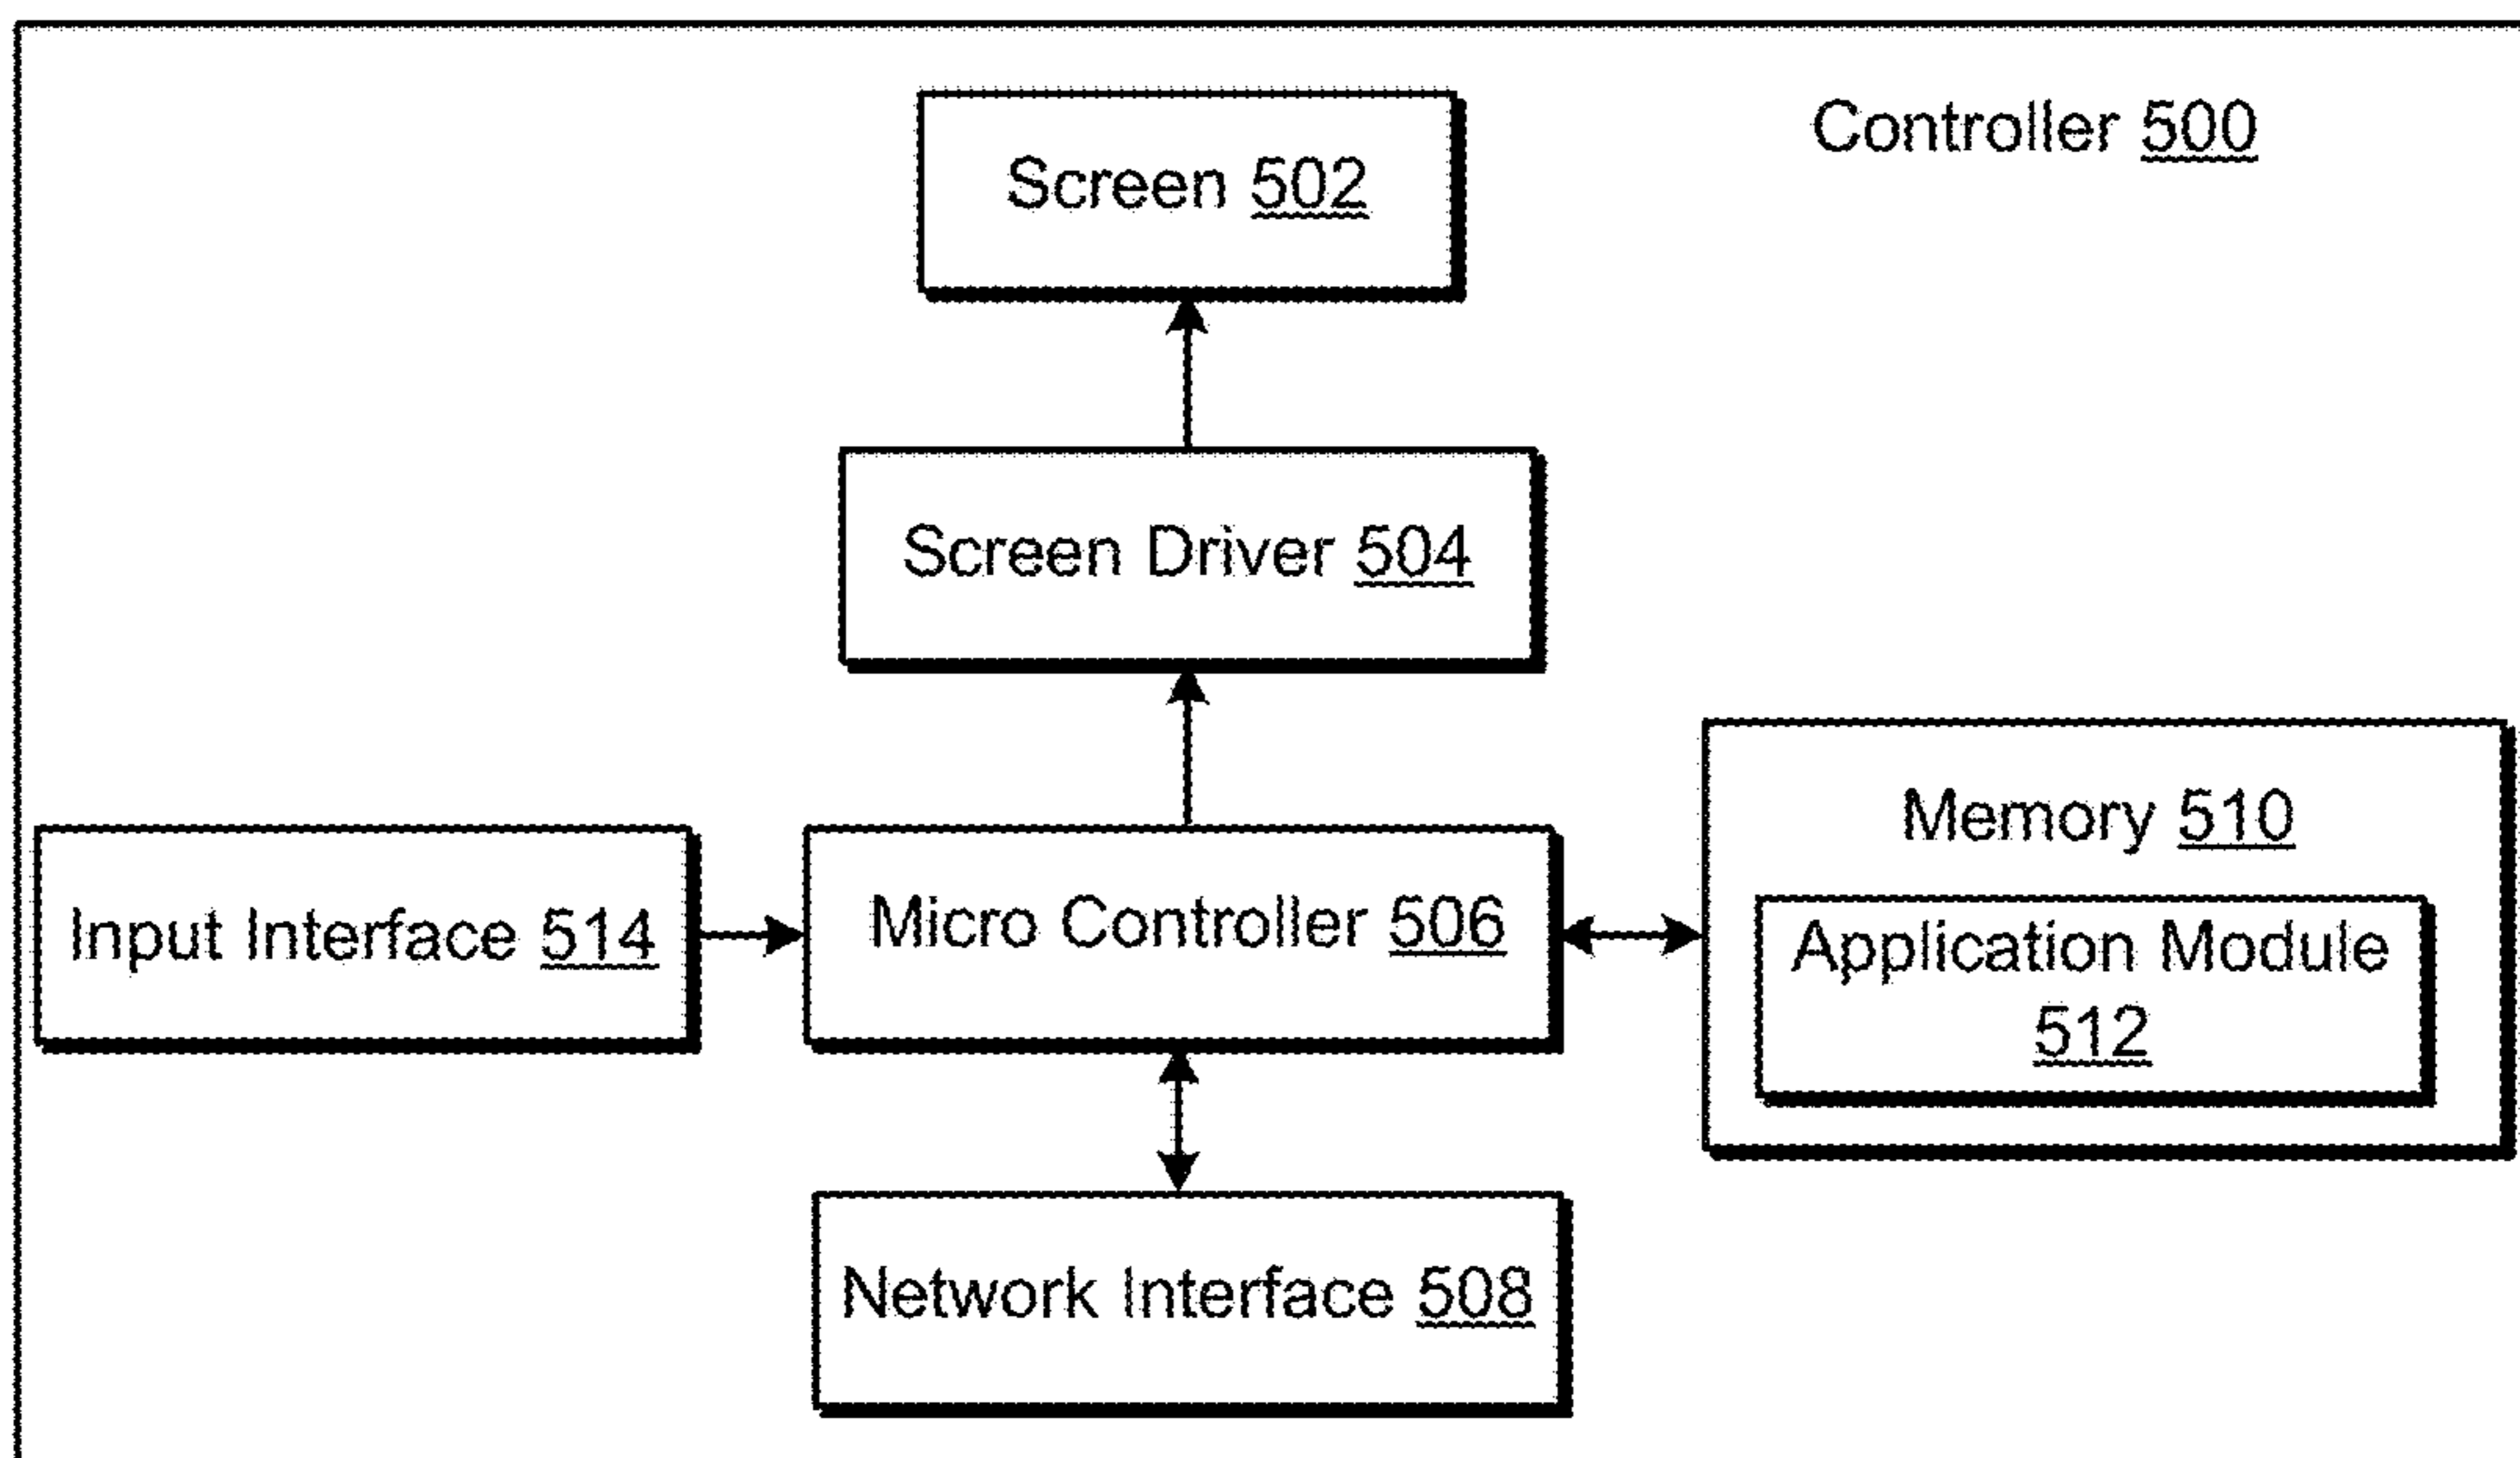 Controller 500
Screen 502
Screen Driver 504
Memory 510
Input Interface 514
Micro Controller 506
Application Module
512
Network Interface 508